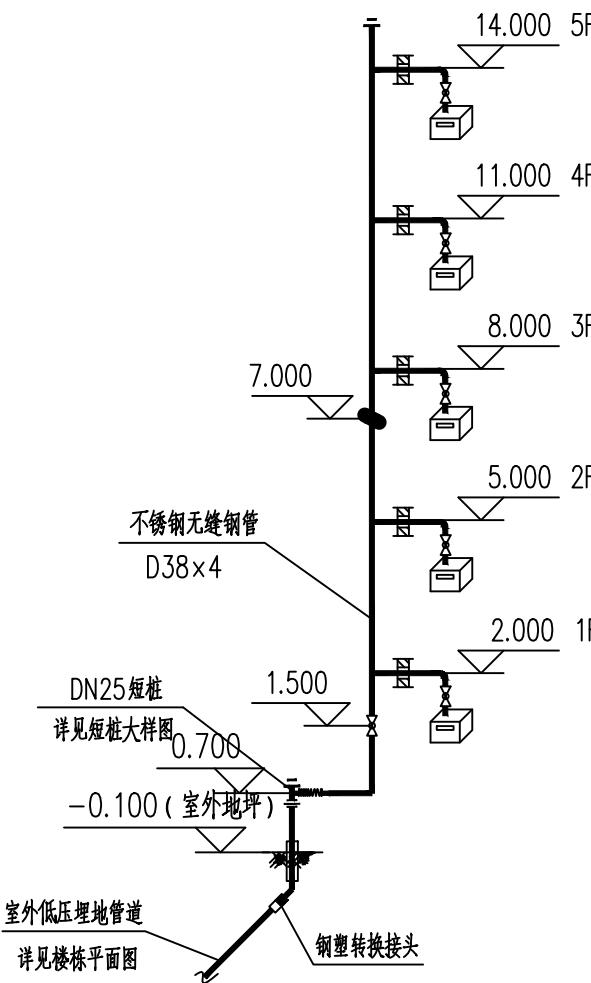 14.000 5F
11.000 4F
8.000 3F
7.000
5.000 2F
不锈钢无缝钢管
D38×4
2.000 1F
DN25短桩
详见短桩大样图
1.500
0.700
-0.100(室外地坪)
室外低压埋地管道
详见楼栋平面图
钢塑转换接头